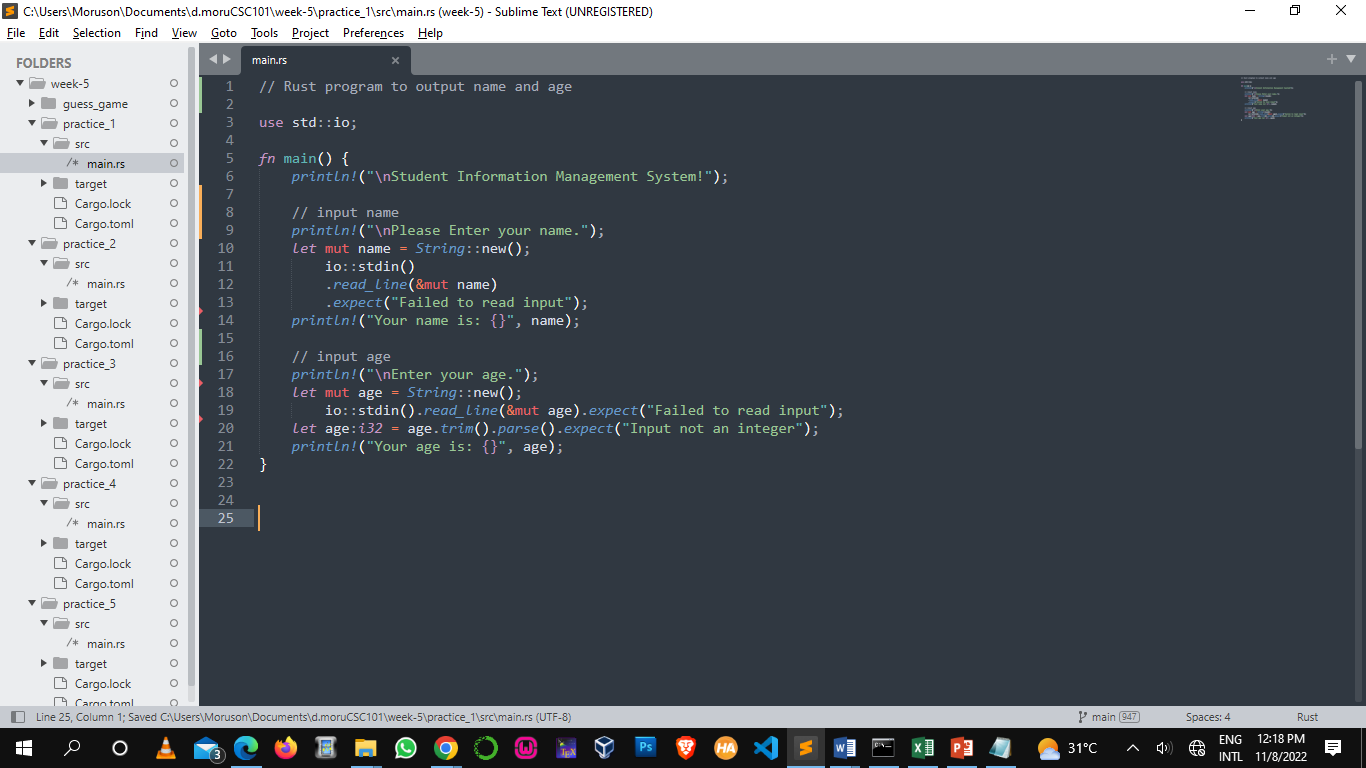 C:\Users\Moruson\Documents\d.moruCSC101\week-5\practice_1\src\main.rs (week-5) - Sublime Text (UNREGISTERED)
File Edit Selection Find View Goto Tools Project Preferences Help
FOLDERS
week-5
guess_game
practice_1
src
/* main.rs
target
Cargo.lock
Cargo.toml
practice_2
src
/* main.rs
target
Cargo.lock
Cargo.toml
practice_3
src
/* main.rs
target
Cargo.lock
Cargo.toml
practice_4
src
/* main.rs
target
Cargo.lock
Cargo.toml
practice_5
src
/* main.rs
target
Cargo.lock
Cargo.toml
main.rs
1 // Rust program to output name and age
2
3 use std::io;
4
5 fn main() {
6     println!("\nStudent Information Management System!");
7
8     // input name
9     println!("\nPlease Enter your name.");
10     let mut name = String::new();
11         io::stdin()
12         .read_line(&mut name)
13         .expect("Failed to read input");
14     println!("Your name is: {}", name);
15
16     // input age
17     println!("\nEnter your age.");
18     let mut age = String::new();
19         io::stdin().read_line(&mut age).expect("Failed to read input");
20     let age:i32 = age.trim().parse().expect("Input not an integer");
21     println!("Your age is: {}", age);
22 }
23
24
25
Line 25, Column 1; Saved C:\Users\Moruson\Documents\d.moruCSC101\week-5\practice_1\src\main.rs (UTF-8) main 947 Spaces: 4 Rust
3
TEX
Ps
HA
31°C
ENG
INTL
12:18 PM
11/8/2022